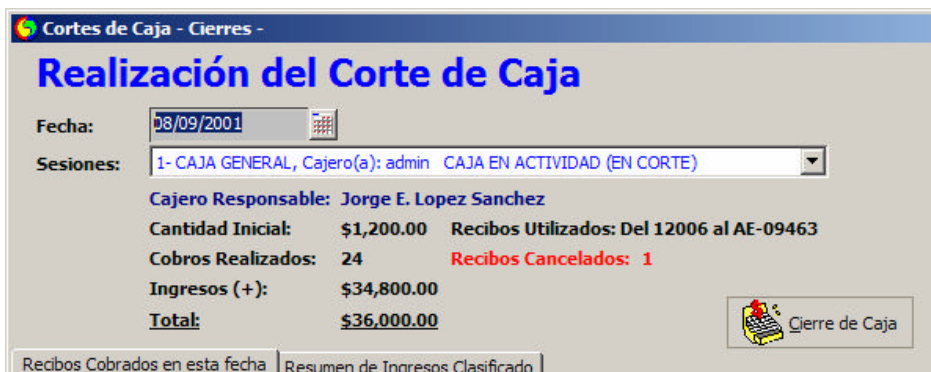 Cortes de Caja - Cierres -
Realización del Corte de Caja
Fecha: 08/09/2001
Sesiones: 1- CAJA GENERAL, Cajero(a): admin CAJA EN ACTIVIDAD (EN CORTE)
Cajero Responsable: Jorge E. Lopez Sanchez
Cantidad Inicial: $1,200.00 Recibos Utilizados: Del 12006 al AE-09463
Cobros Realizados: 24 Recibos Cancelados: 1
Ingresos (+): $34,800.00
Total: $36,000.00 Cierre de Caja
Recibos Cobrados en esta fecha Resumen de Ingresos Clasificado